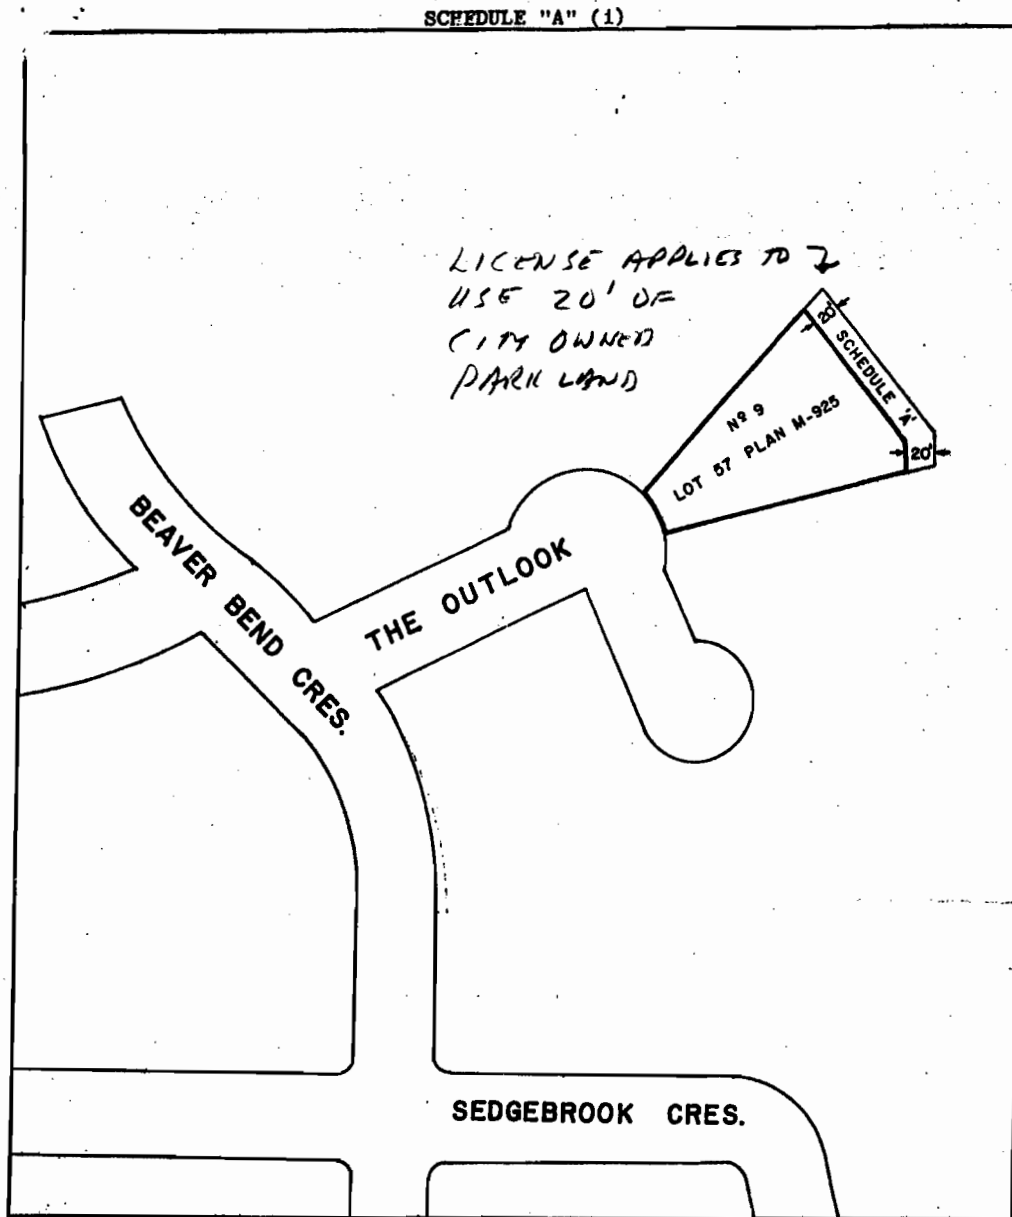 SCHEDULE "A" (1)
LICENSE APPLIES TO
USE 20' OF
CITY OWNED
PARK LAND
20'
SCHEDULE 'A'
20'
Nº 9
LOT 57 PLAN M-925
BEAVER BEND CRES.
THE OUTLOOK
SEDGEBROOK CRES.